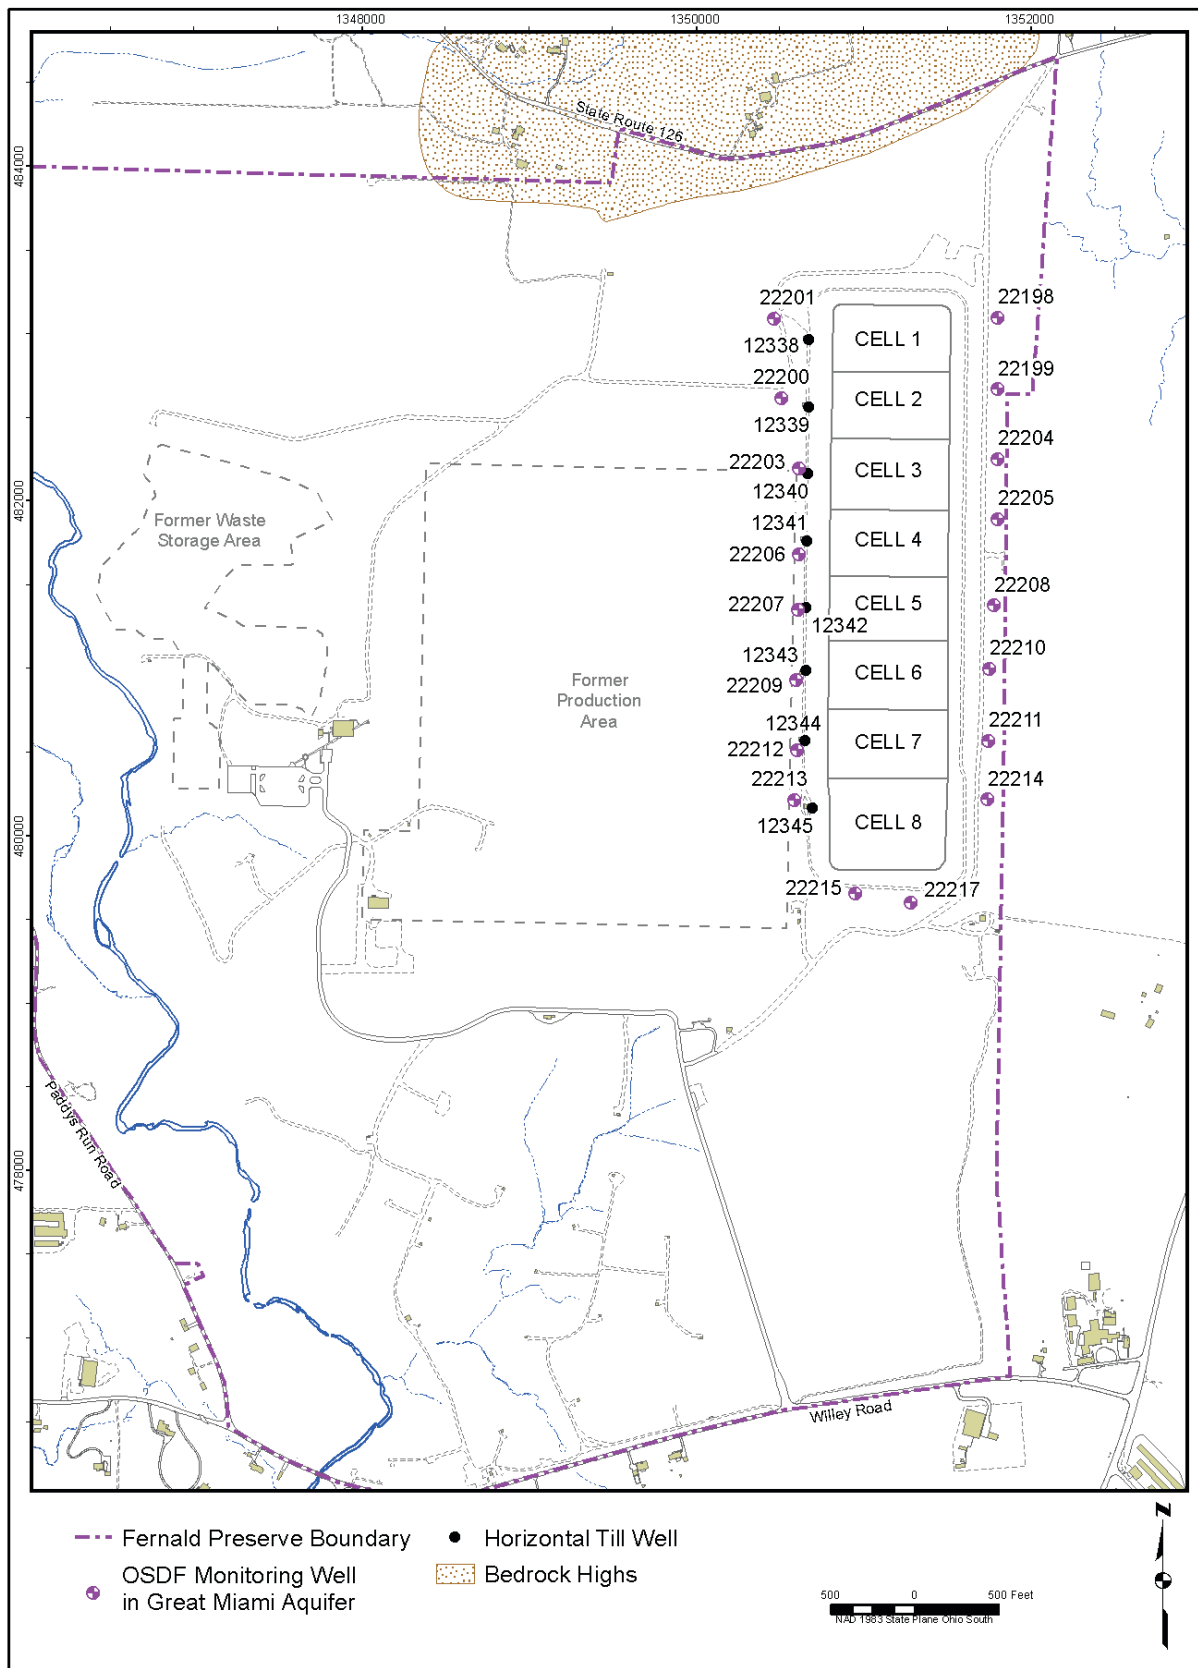 1348000
1350000
1352000
484000
482000
480000
478000
State Route 126
22201
22198
12338
CELL 1
22200
22199
CELL 2
12339
22204
22203
CELL 3
12340
22205
12341
CELL 4
22206
Former Waste
Storage Area
22208
22207
CELL 5
12342
12343
22210
CELL 6
22209
Former
Production
Area
12344
22211
22212
CELL 7
22213
22214
12345
CELL 8
22215
22217
Paddys Run Road
Willey Road
Fernald Preserve Boundary
Horizontal Till Well
OSDF Monitoring Well
in Great Miami Aquifer
Bedrock Highs
500 0 500 Feet
NAD 1983 State Plane Ohio South
N